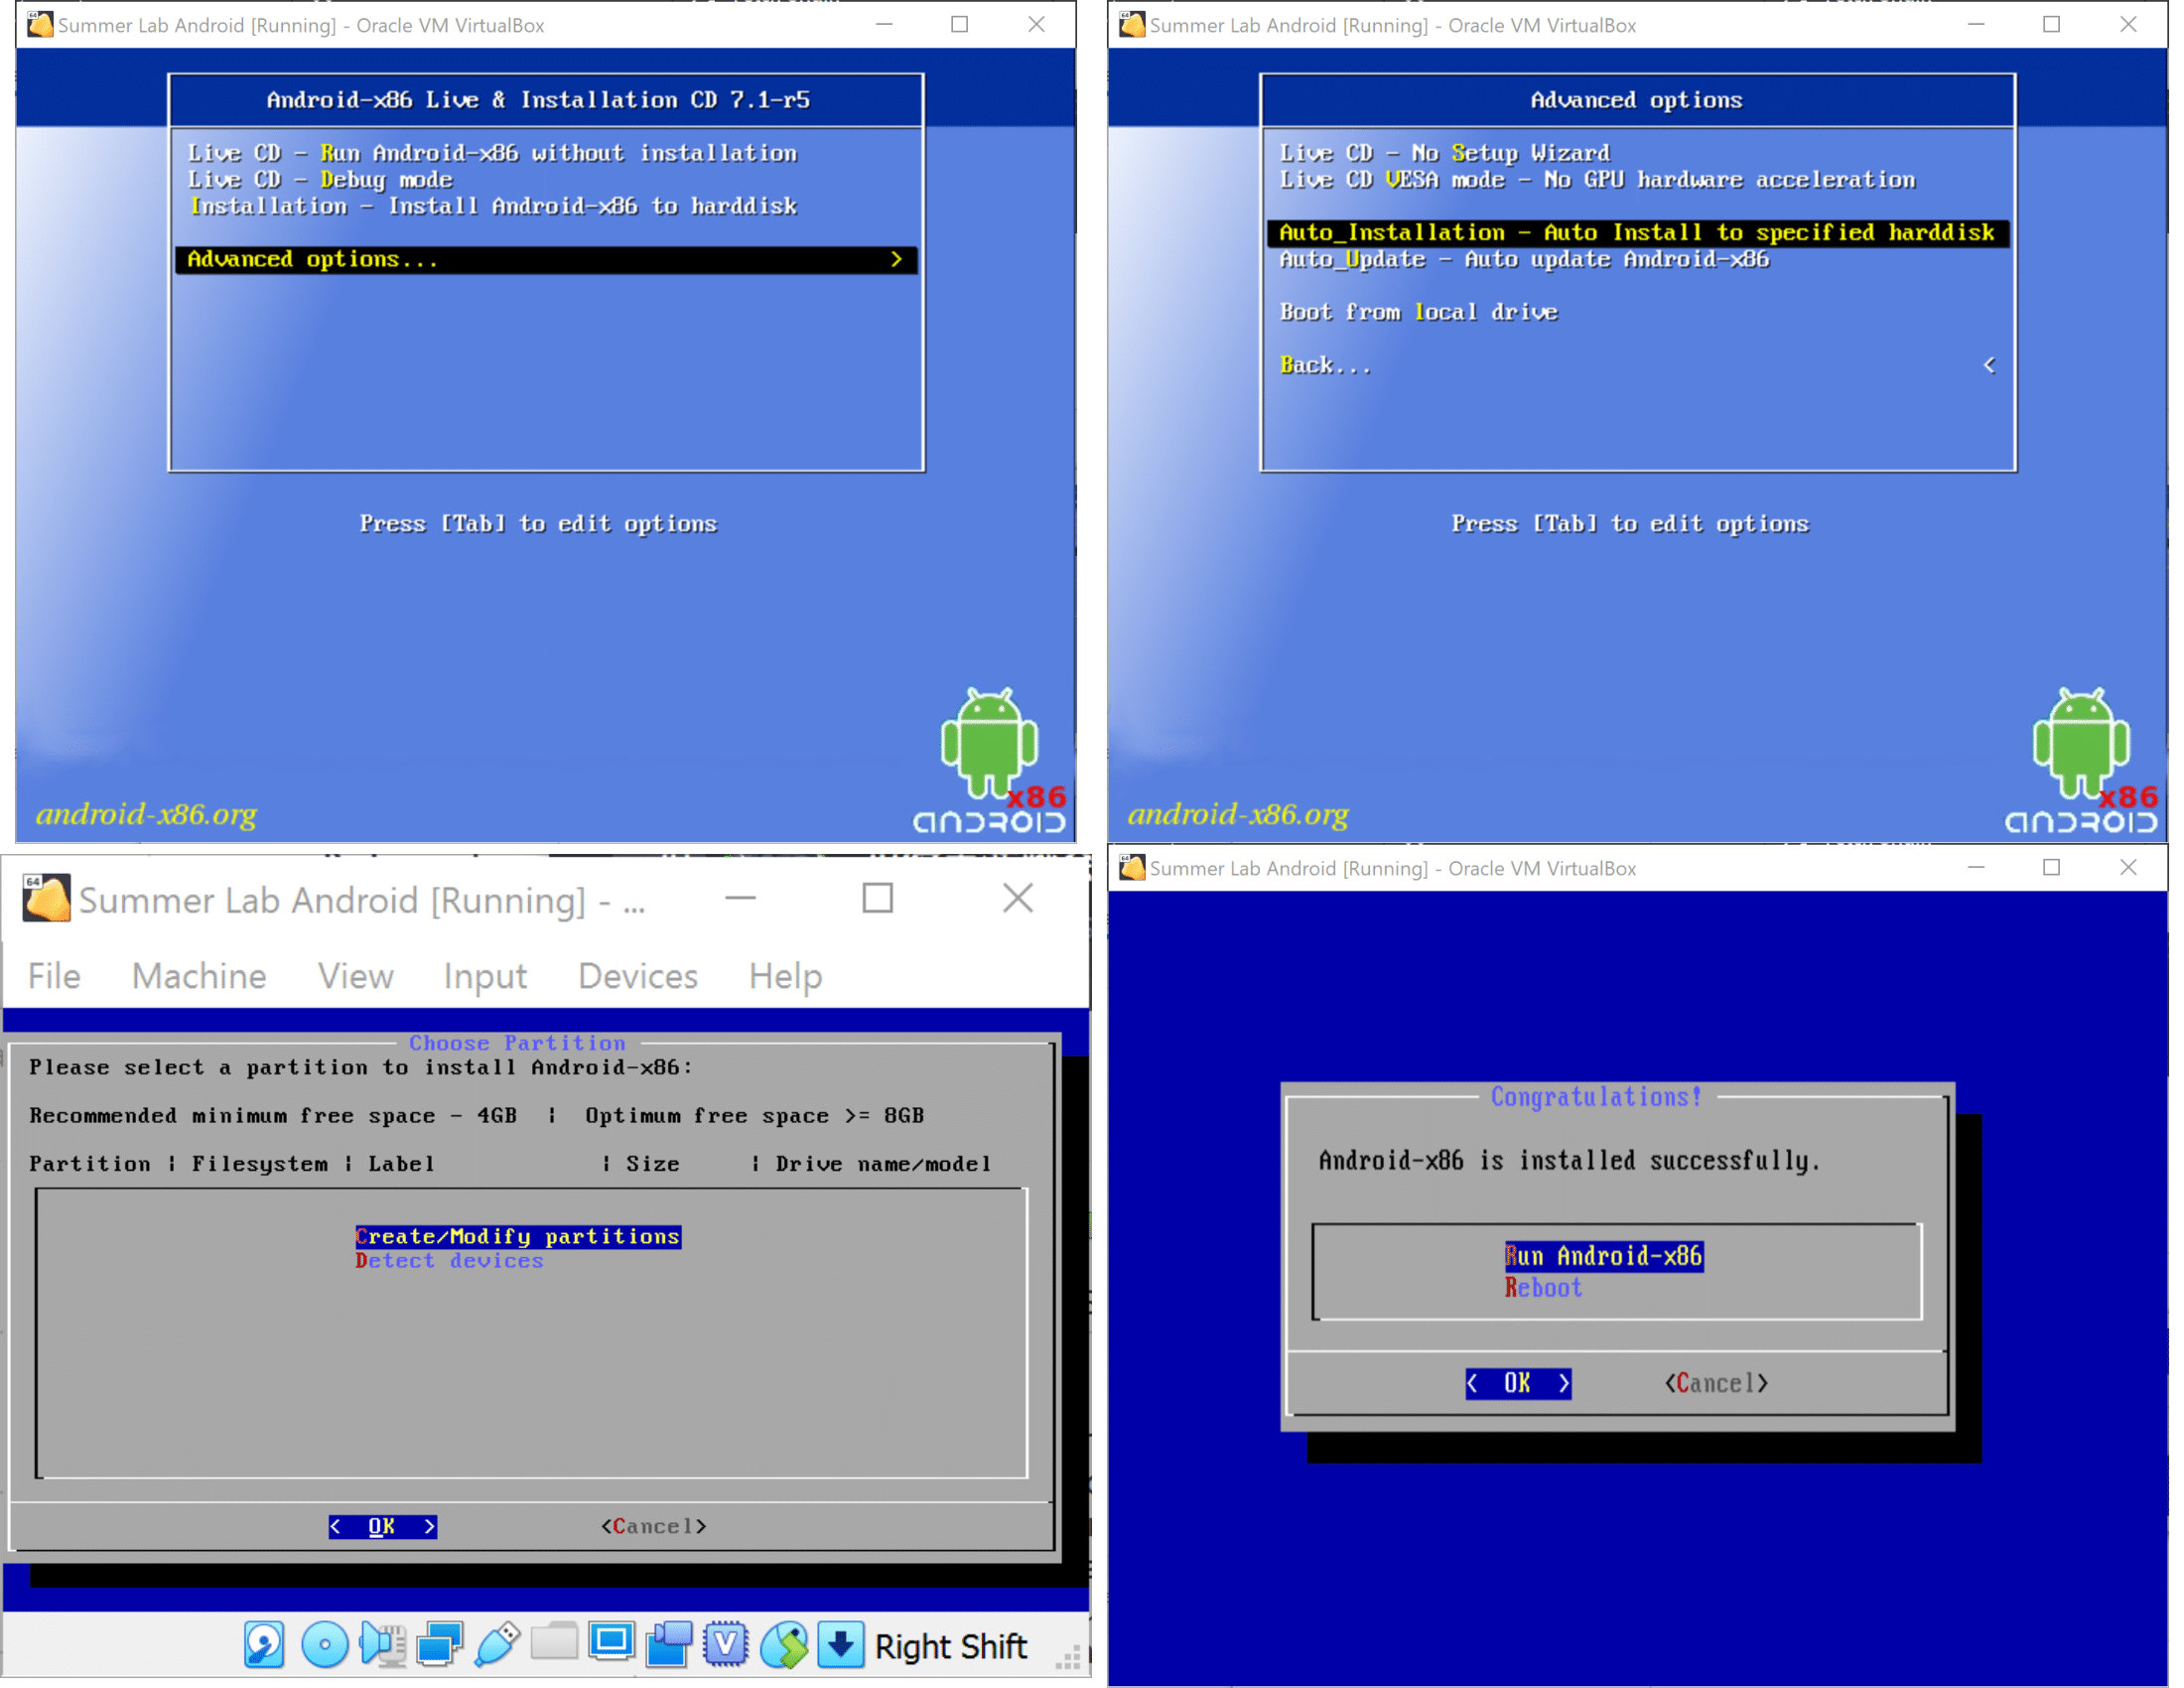 Summer Lab Android [Running] - Oracle VM VirtualBox
Android-x86 Live & Installation CD 7.1-r5
Live CD - Run Android-x86 without installation
Live CD - Debug mode
Installation - Install Android-x86 to harddisk
Advanced options... >
Press [Tab] to edit options
android-x86.org
x86
ANDROID
Summer Lab Android [Running] - Oracle VM VirtualBox
Advanced options
Live CD - No Setup Wizard
Live CD VESA mode - No GPU hardware acceleration
Auto_Installation - Auto Install to specified harddisk
Auto_Update - Auto update Android-x86
Boot from local drive
Back... <
Press [Tab] to edit options
android-x86.org
x86
ANDROID
64
Summer Lab Android [Running] - ...
File Machine View Input Devices Help
Choose Partition
Please select a partition to install Android-x86:
Recommended minimum free space - 4GB ¦ Optimum free space >= 8GB
Partition ¦ Filesystem ¦ Label ¦ Size ¦ Drive name/model
Create/Modify partitions
Detect devices
< OK > <Cancel>
V
Right Shift
Summer Lab Android [Running] - Oracle VM VirtualBox
Congratulations!
Android-x86 is installed successfully.
Run Android-x86
Reboot
< OK > <Cancel>